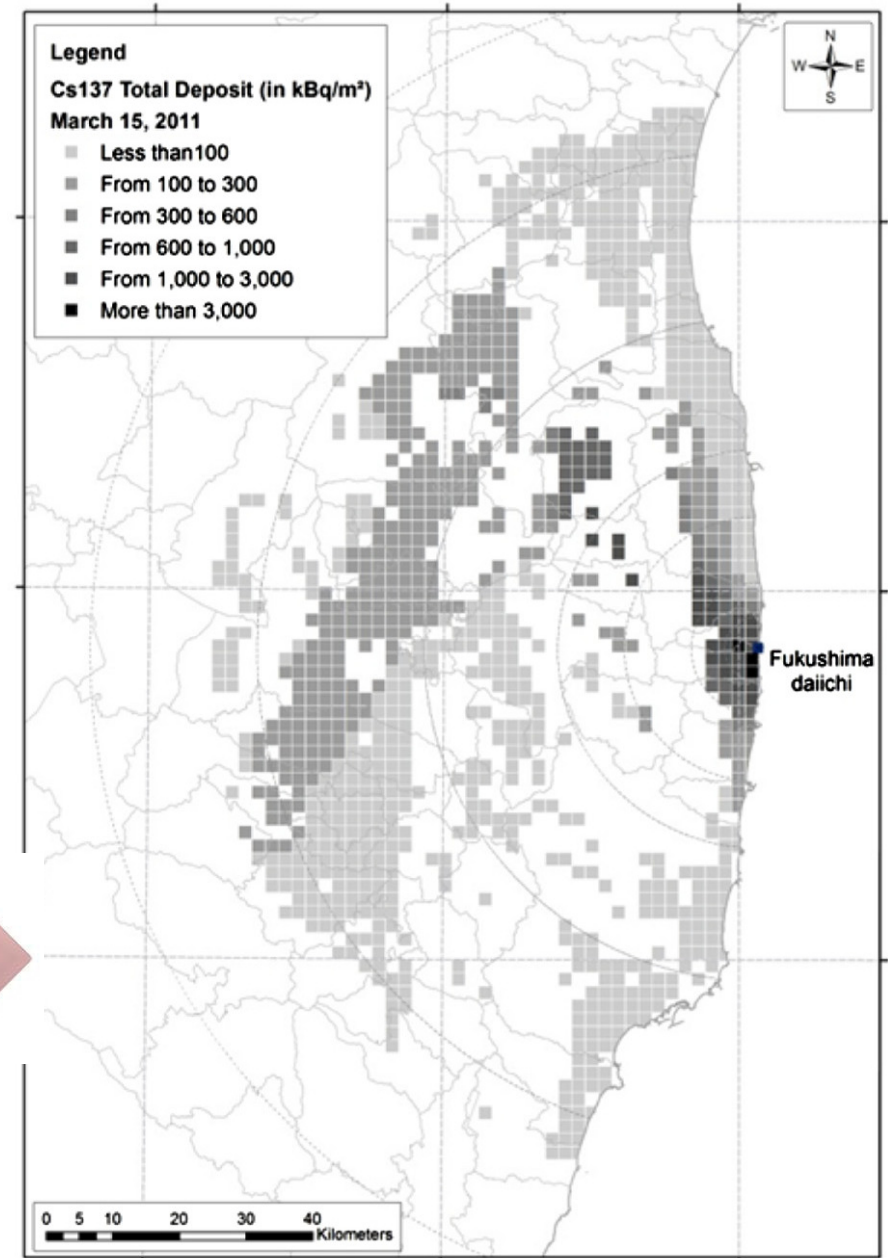 Legend
Cs137 Total Deposit (in kBq/m²)
March 15, 2011
Less than100
From 100 to 300
From 300 to 600
From 600 to 1,000
From 1,000 to 3,000
More than 3,000
N
W E
S
Fukushima
daiichi
0 5 10 20 30 40
Kilometers